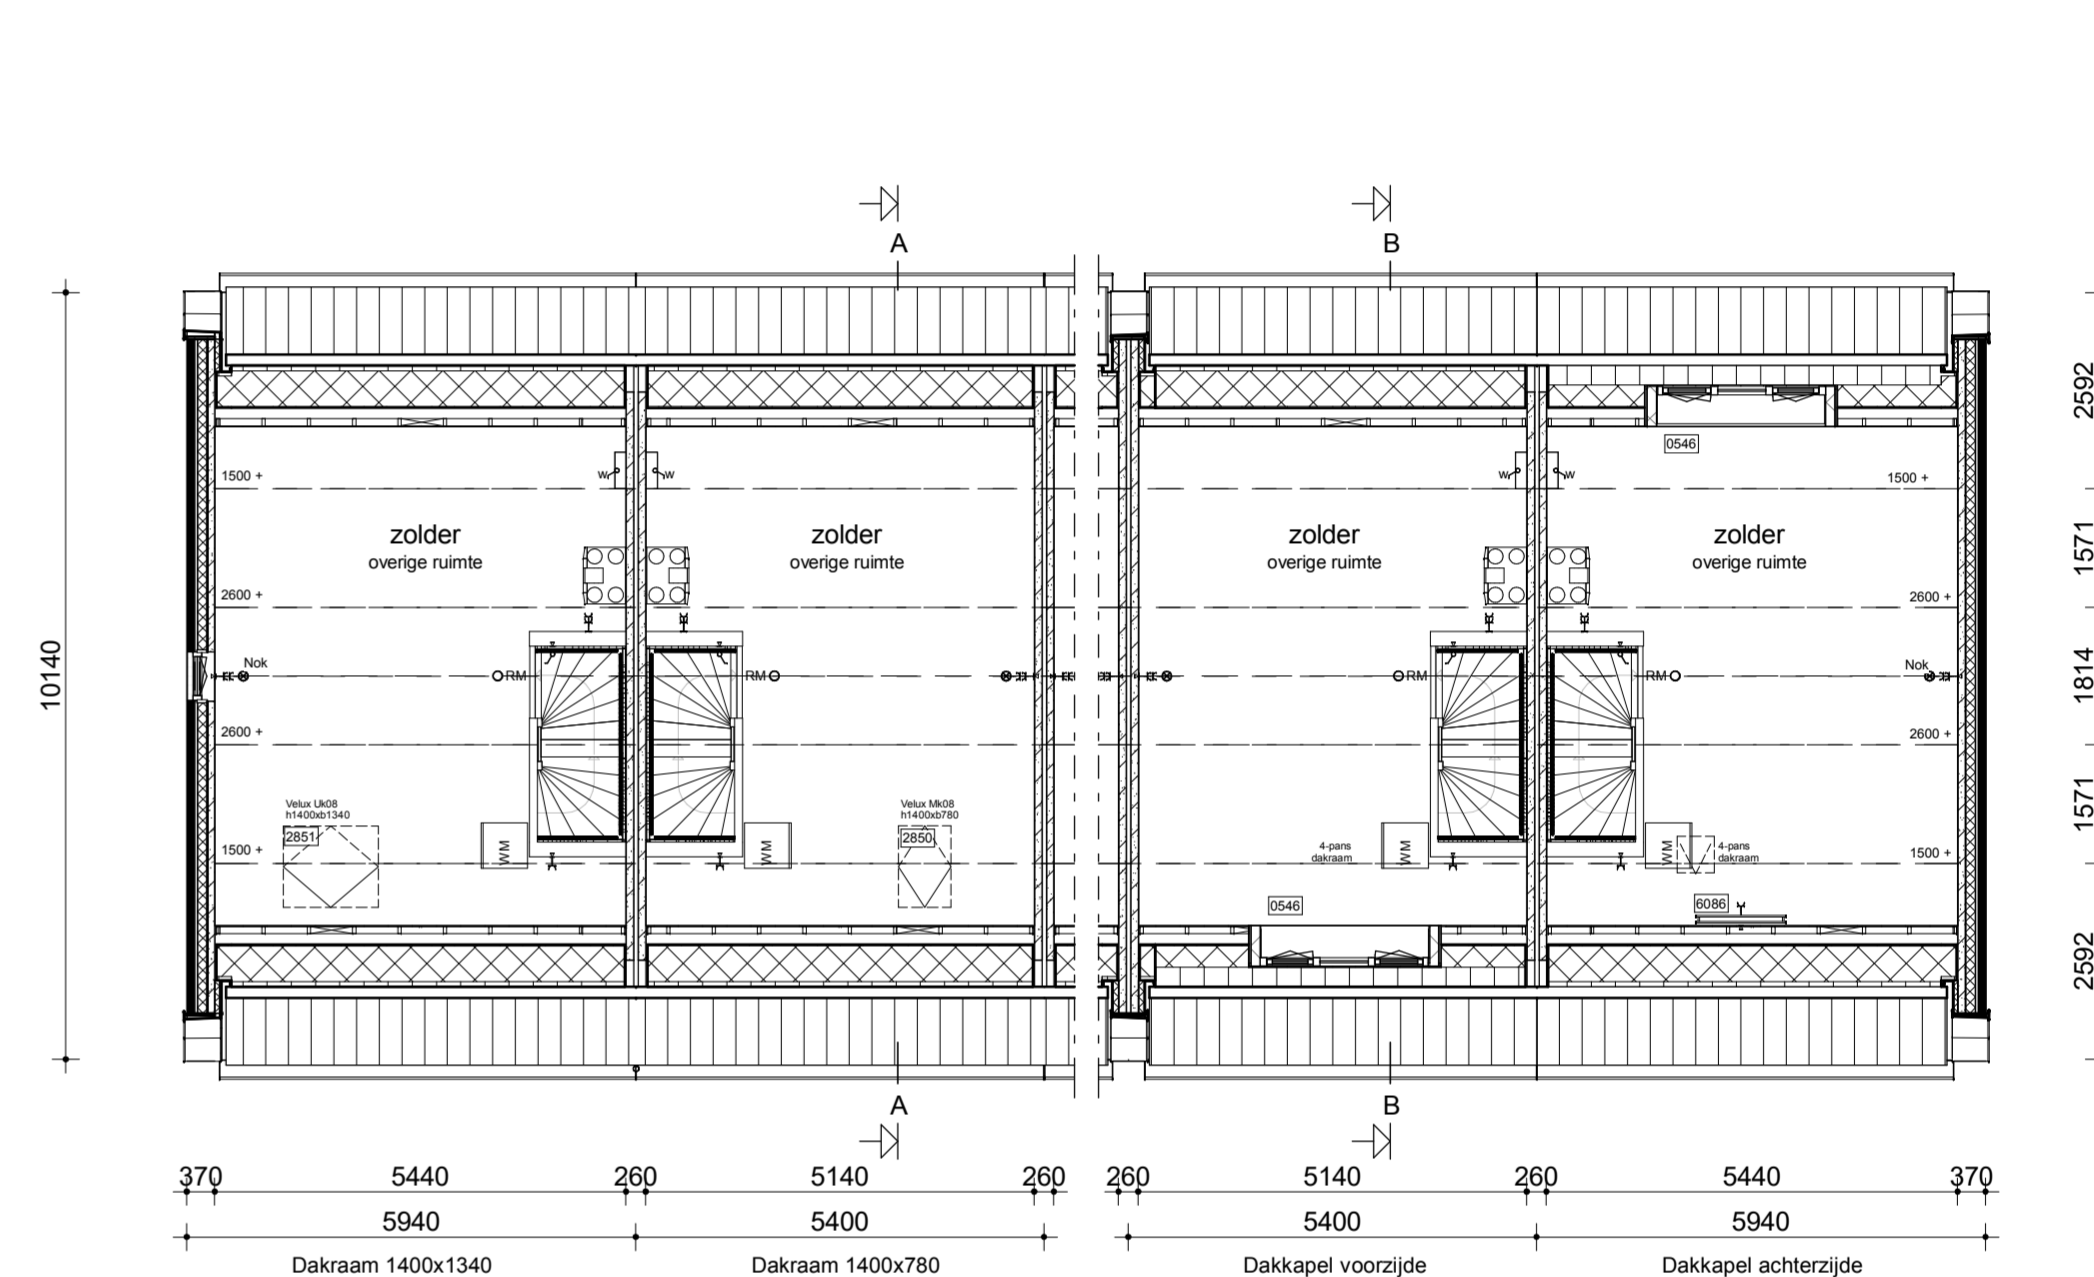 A B
2592
1571
1814
1571
2592
10140
0546
1500 + W W W W 1500 +
zolder zolder zolder zolder
overige ruimte overige ruimte overige ruimte overige ruimte
2600 + 2600 +
Nok RM RM RM RM Nok
2600 + 2600 +
Velux Uk08 Velux Mk08
h1400xb1340 h1400xb780
2851 2850
1500 + WM WM WM WM 1500 +
4-pans 4-pans
dakraam dakraam
0546 6086
A B
370 5440 260 5140 260 260 5140 260 5440 370
5940 5400 5400 5940
Dakraam 1400x1340 Dakraam 1400x780 Dakkapel voorzijde Dakkapel achterzijde